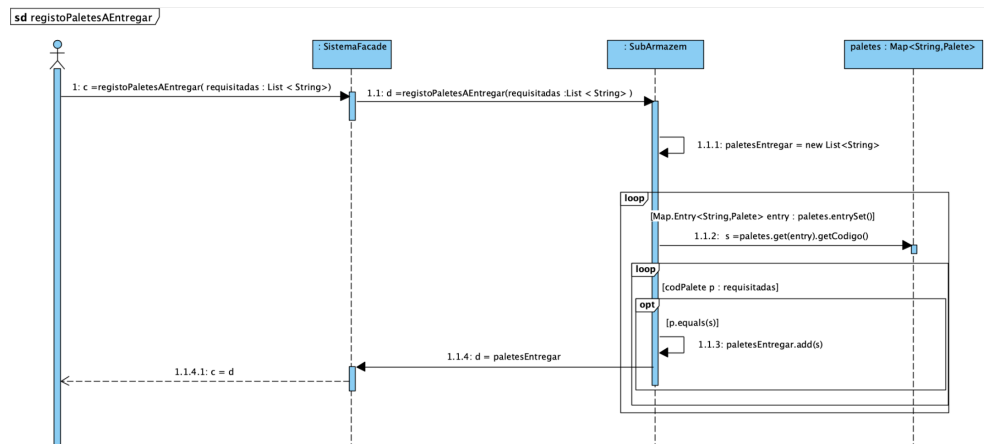 sd registoPaletesAEntregar
: SistemaFacade
: SubArmazem
paletes : Map<String,Palete>
1: c =registoPaletesAEntregar( requisitadas : List < String>)
1.1: d =registoPaletesAEntregar(requisitadas :List < String> )
1.1.1: paletesEntregar = new List<String>
loop
[Map.Entry<String,Palete> entry : paletes.entrySet()]
1.1.2: s =paletes.get(entry).getCodigo()
loop
[codPalete p : requisitadas]
opt
[p.equals(s)]
1.1.3: paletesEntregar.add(s)
1.1.4: d = paletesEntregar
1.1.4.1: c = d